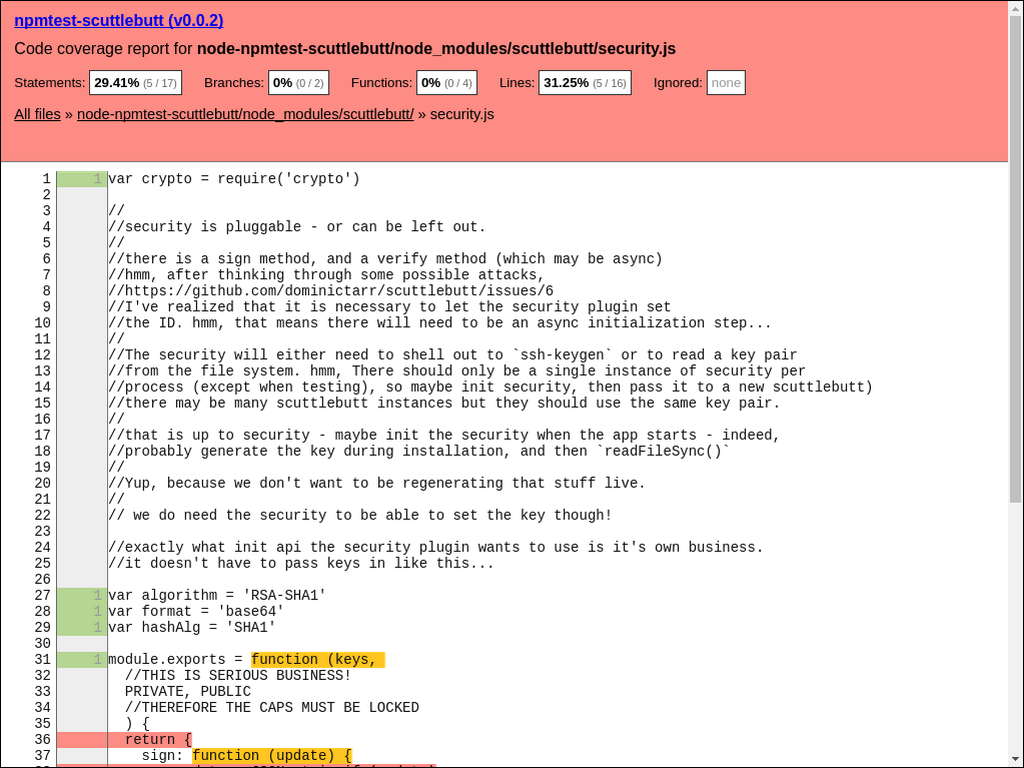 npmtest-scuttlebutt (v0.0.2)
Code coverage report for node-npmtest-scuttlebutt/node_modules/scuttlebutt/security.js
Statements: 29.41% (5 / 17) Branches: 0% (0 / 2) Functions: 0% (0 / 4) Lines: 31.25% (5 / 16) Ignored: none
All files » node-npmtest-scuttlebutt/node_modules/scuttlebutt/ » security.js
1 1 var crypto = require('crypto')
2
3 //
4 //security is pluggable - or can be left out.
5 //
6 //there is a sign method, and a verify method (which may be async)
7 //hmm, after thinking through some possible attacks,
8 //https://github.com/dominictarr/scuttlebutt/issues/6
9 //I've realized that it is necessary to let the security plugin set
10 //the ID. hmm, that means there will need to be an async initialization step...
11 //
12 //The security will either need to shell out to `ssh-keygen` or to read a key pair
13 //from the file system. hmm, There should only be a single instance of security per
14 //process (except when testing), so maybe init security, then pass it to a new scuttlebutt)
15 //there may be many scuttlebutt instances but they should use the same key pair.
16 //
17 //that is up to security - maybe init the security when the app starts - indeed,
18 //probably generate the key during installation, and then `readFileSync()`
19 //
20 //Yup, because we don't want to be regenerating that stuff live.
21 //
22 // we do need the security to be able to set the key though!
23
24 //exactly what init api the security plugin wants to use is it's own business.
25 //it doesn't have to pass keys in like this...
26
27 1 var algorithm = 'RSA-SHA1'
28 1 var format = 'base64'
29 1 var hashAlg = 'SHA1'
30
31 1 module.exports = function (keys,
32 //THIS IS SERIOUS BUSINESS!
33 PRIVATE, PUBLIC
34 //THEREFORE THE CAPS MUST BE LOCKED
35 ) {
36 return {
37 sign: function (update) {